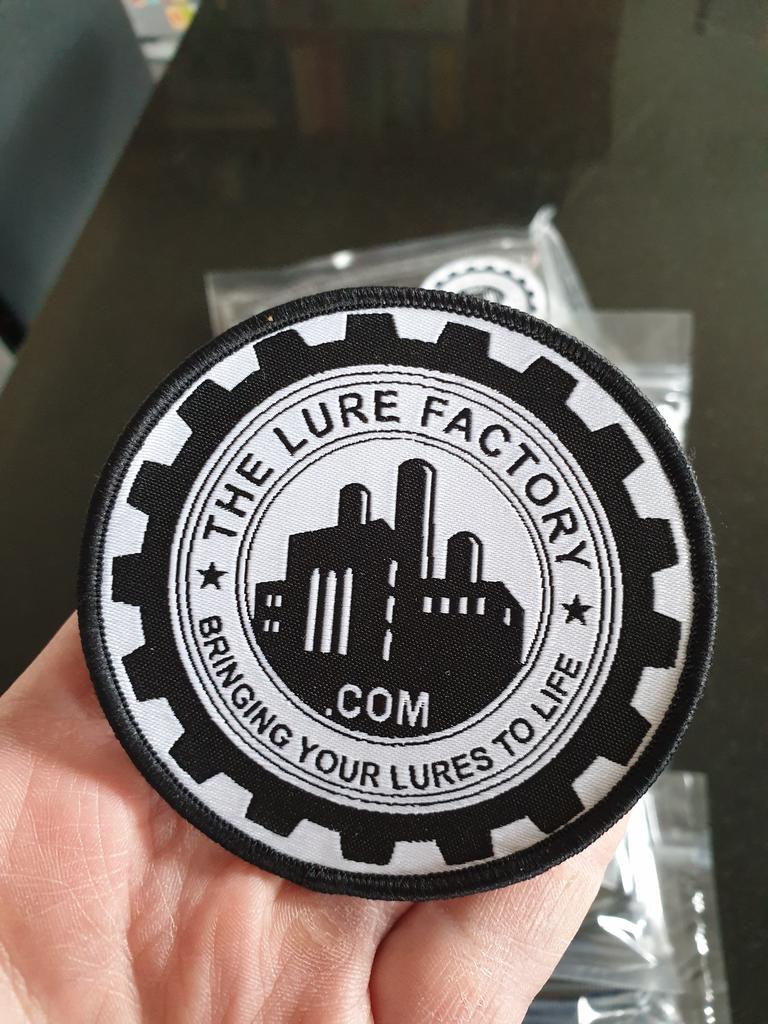 THE LURE FACTORY
.COM
BRINGING YOUR LURES TO LIFE